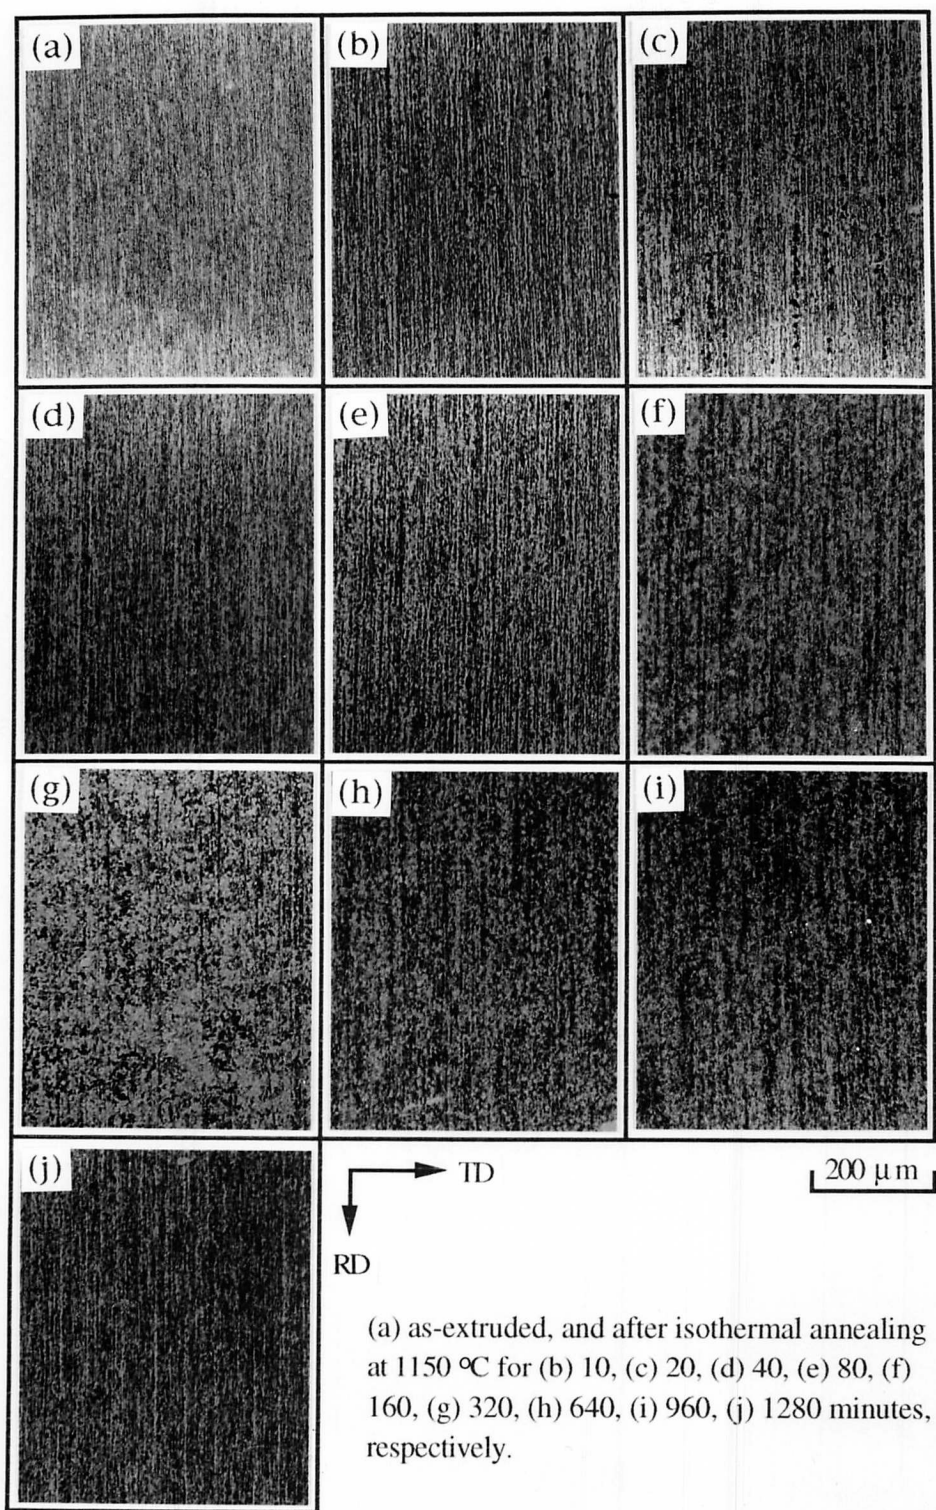 (a)
(b)
(c)
(d)
(e)
(f)
(g)
(h)
(i)
(j)
TD
200 μm
RD
(a) as-extruded, and after isothermal annealing
at 1150 °C for (b) 10, (c) 20, (d) 40, (e) 80, (f)
160, (g) 320, (h) 640, (i) 960, (j) 1280 minutes,
respectively.